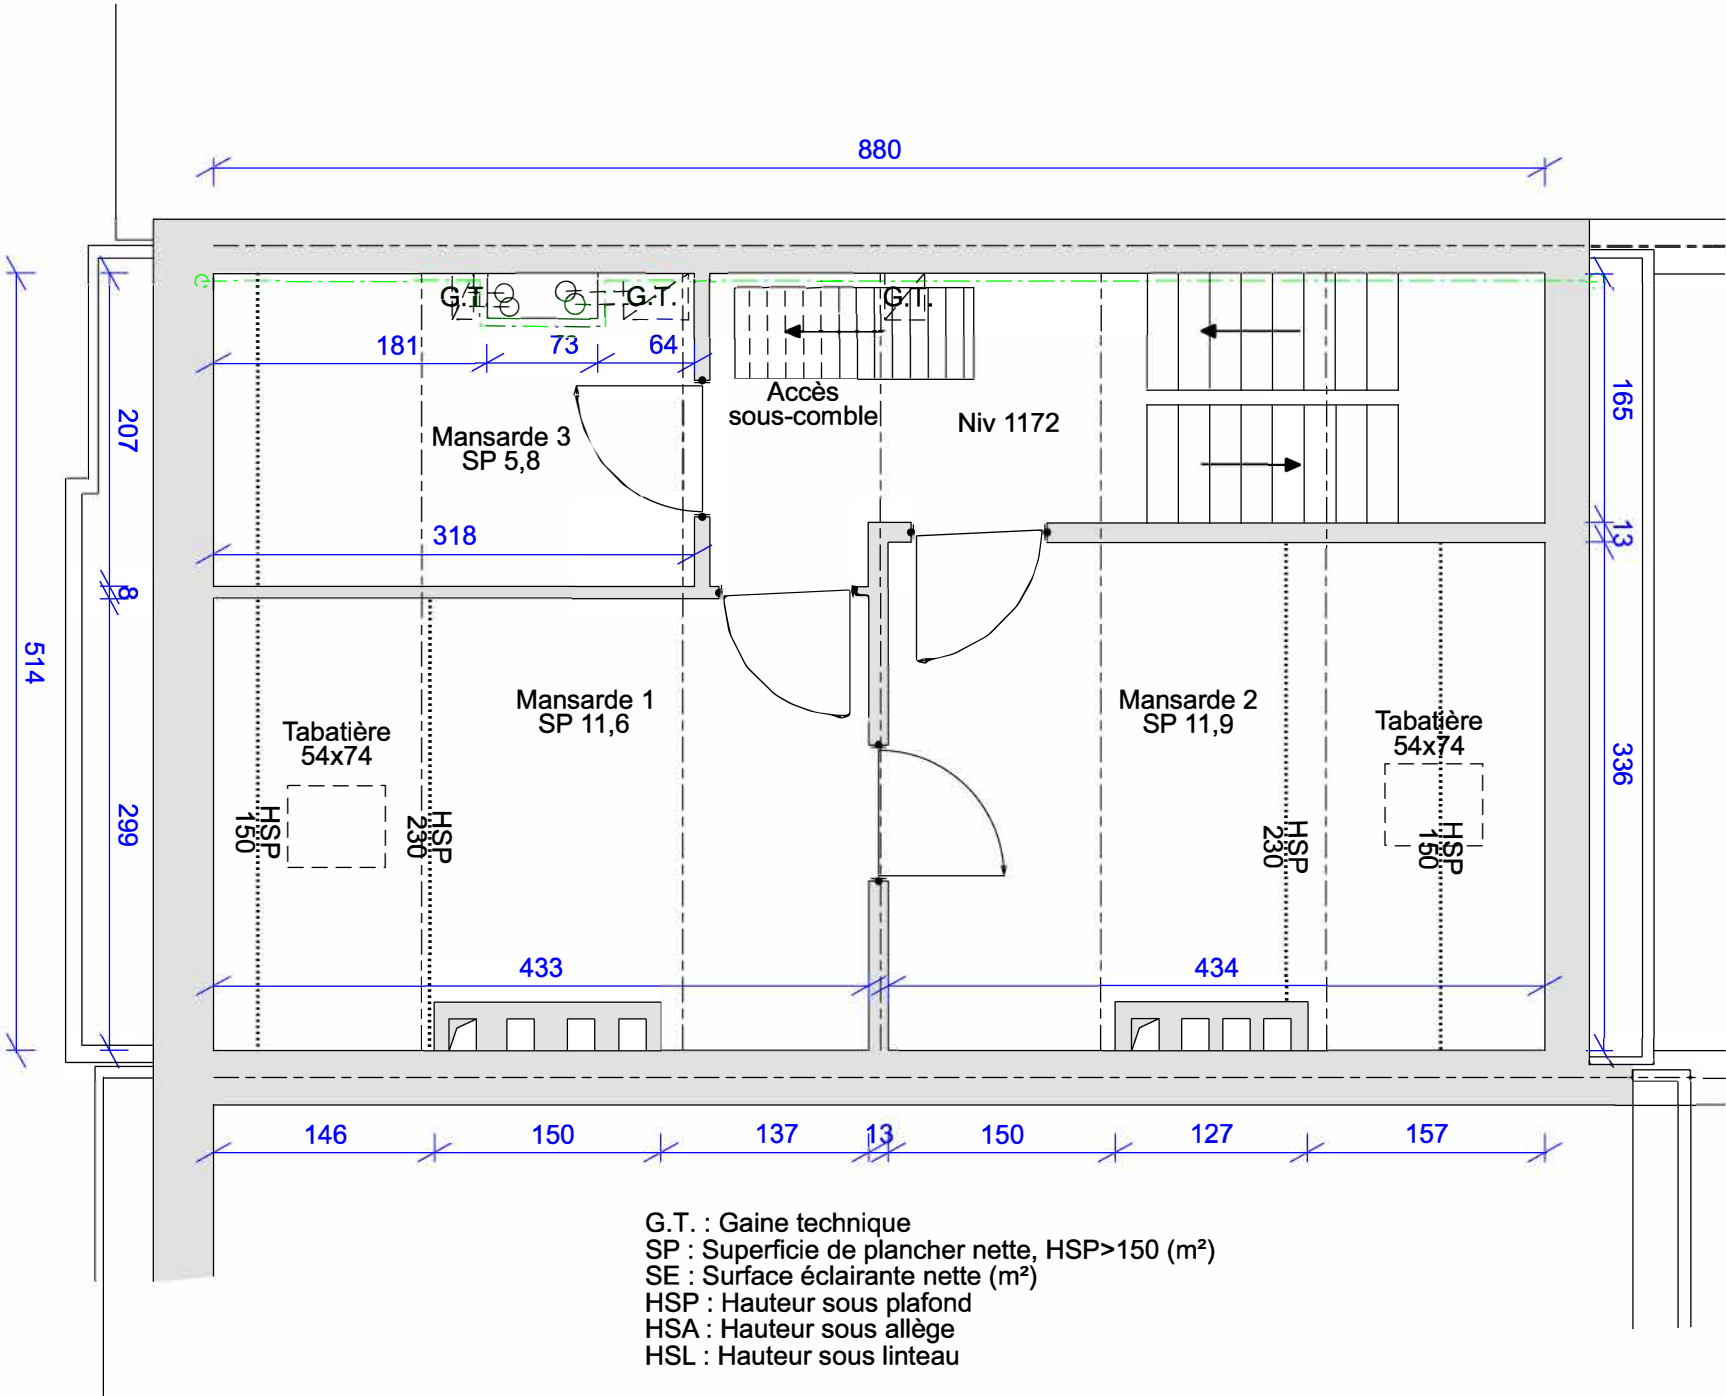 880
G.T.
G.T.
G.T.
181
73
64
Accès
sous-comble
Niv 1172
165
207
Mansarde 3
SP 5,8
318
13
8
514
Mansarde 1
SP 11,6
Mansarde 2
SP 11,9
Tabatière
54x74
Tabatière
54x74
336
299
HSP
150
HSP
230
HSP
230
HSP
150
433
434
146
150
137
13
150
127
157
G.T. : Gaine technique
SP : Superficie de plancher nette, HSP>150 (m²)
SE : Surface éclairante nette (m²)
HSP : Hauteur sous plafond
HSA : Hauteur sous allège
HSL : Hauteur sous linteau